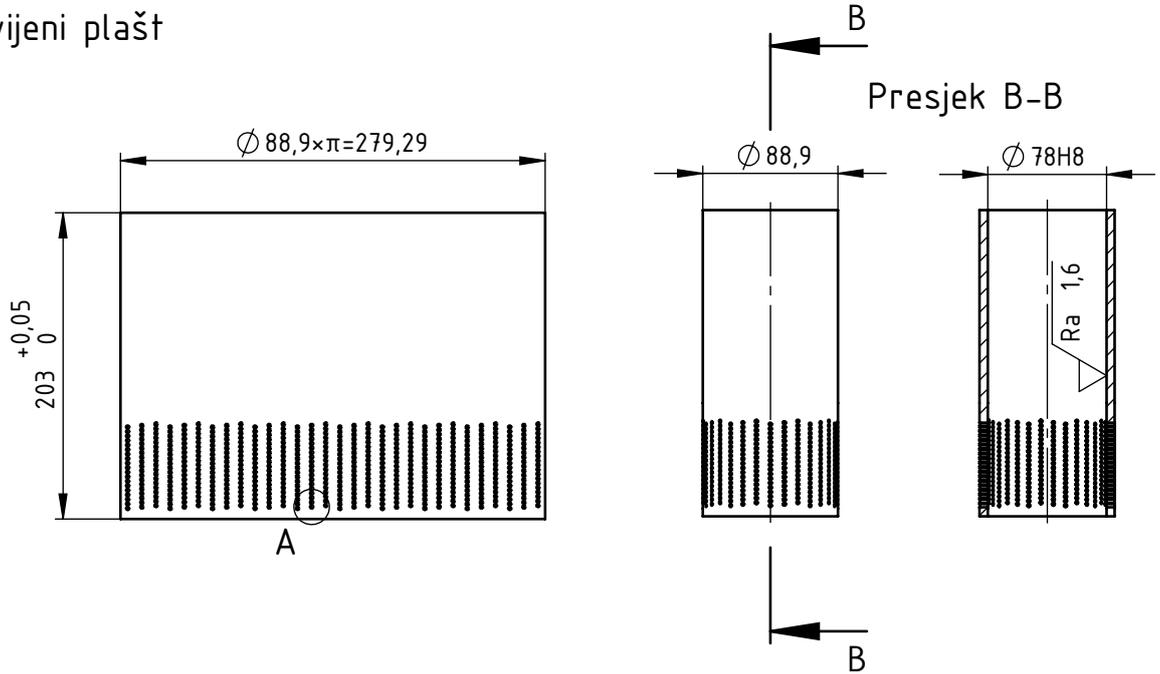 vijeni plašt
B
Presjek B-B
∅ 88,9×π=279,29
∅ 88,9
∅ 78H8
203 +0,05 0
Ra 1,6
A
B